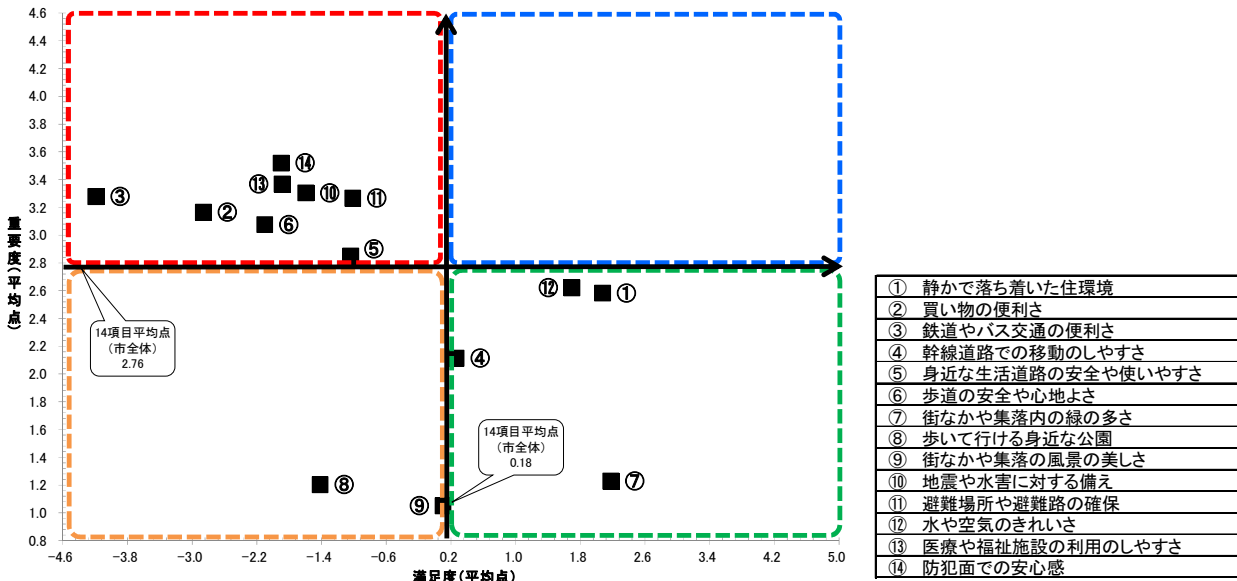 4.6
4.4
4.2
4.0
3.8
3.6
3.4
3.2
3.0
2.8
2.6
2.4
2.2
2.0
1.8
1.6
1.4
1.2
1.0
0.8
重要度(平均点)
⑭
⑬
⑩
⑪
③
②
⑥
⑤
⑫
①
④
⑧
⑨
⑦
14項目平均点
(市全体)
2.76
14項目平均点
(市全体)
0.18
-4.6 -3.8 -3.0 -2.2 -1.4 -0.6 0.2 1.0 1.8 2.6 3.4 4.2 5.0
満足度(平均点)
① 静かで落ち着いた住環境
② 買い物の便利さ
③ 鉄道やバス交通の便利さ
④ 幹線道路での移動のしやすさ
⑤ 身近な生活道路の安全や使いやすさ
⑥ 歩道の安全や心地よさ
⑦ 街なかや集落内の緑の多さ
⑧ 歩いて行ける身近な公園
⑨ 街なかや集落の風景の美しさ
⑩ 地震や水害に対する備え
⑪ 避難場所や避難路の確保
⑫ 水や空気のきれいさ
⑬ 医療や福祉施設の利用のしやすさ
⑭ 防犯面での安心感